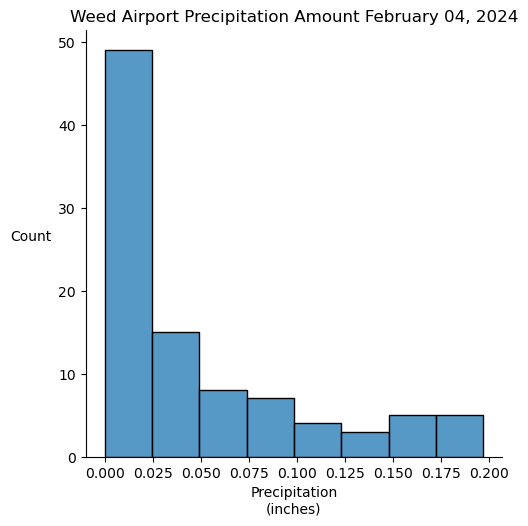 Weed Airport Precipitation Amount February 04, 2024
50
40
30
Count
20
10
0
0.000 0.025 0.050 0.075 0.100 0.125 0.150 0.175 0.200
Precipitation
(inches)